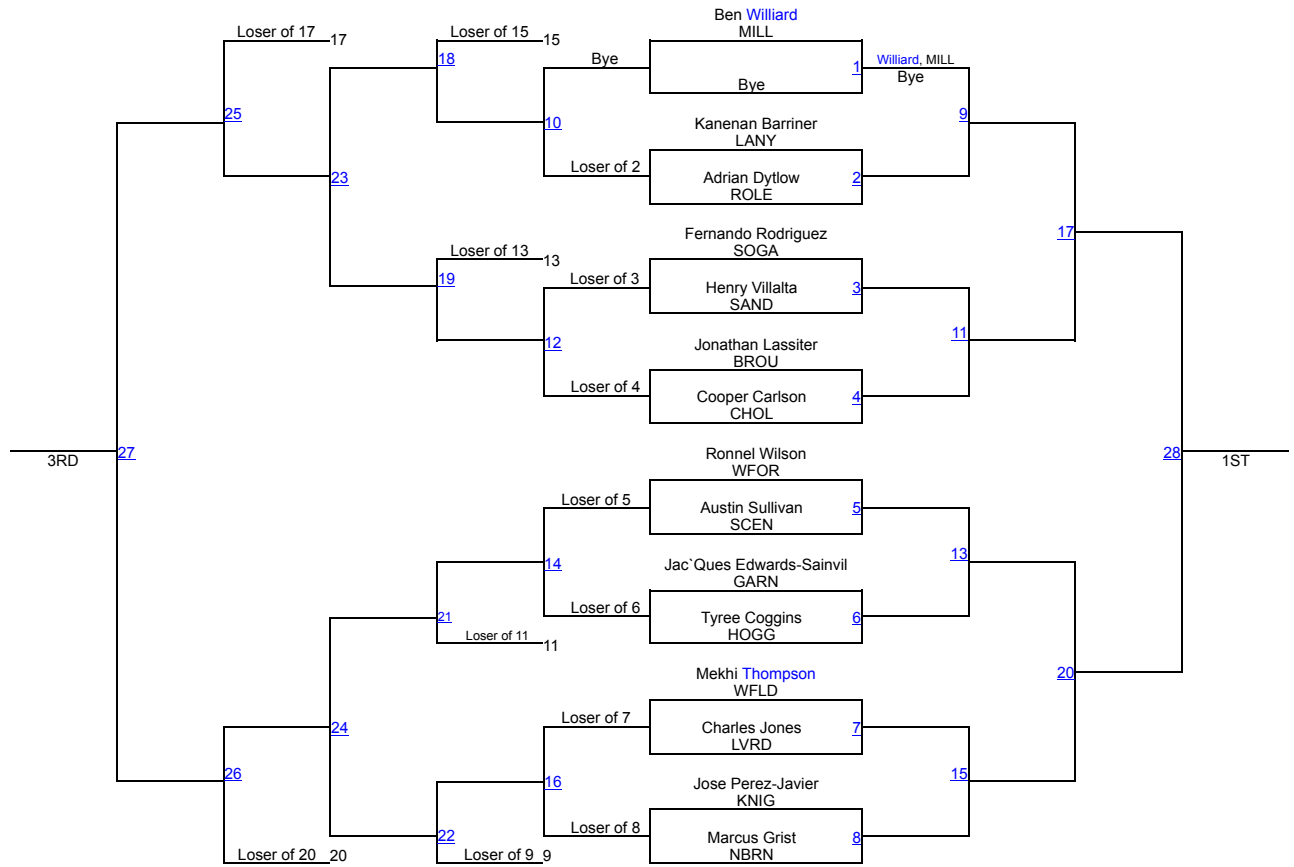 Ben Williard
Loser of 17 17 Loser of 15 15 MILL
18 Bye 1 Williard, MILL
Bye Bye
25 10 Kanenan Barriner 9
LANY
Loser of 2 Adrian Dytlow 2
23 ROLE
Fernando Rodriguez 17
Loser of 13 13 SOGA
19 Loser of 3 Henry Villalta 3
SAND
12 Jonathan Lassiter 11
BROU
Loser of 4 Cooper Carlson 4
CHOL
3RD 27 Ronnel Wilson 28 1ST
WFOR
Loser of 5 Austin Sullivan 5
SCEN
14 Jac`Ques Edwards-Sainvil 13
GARN
21 Loser of 6 Tyree Coggins 6
Loser of 11 11 HOGG
Mekhi Thompson 20
WFLD
24 Loser of 7 Charles Jones 7
LVRD
26 16 Jose Perez-Javier 15
KNIG
22 Loser of 8 Marcus Grist 8
Loser of 20 20 Loser of 9 9 NBRN